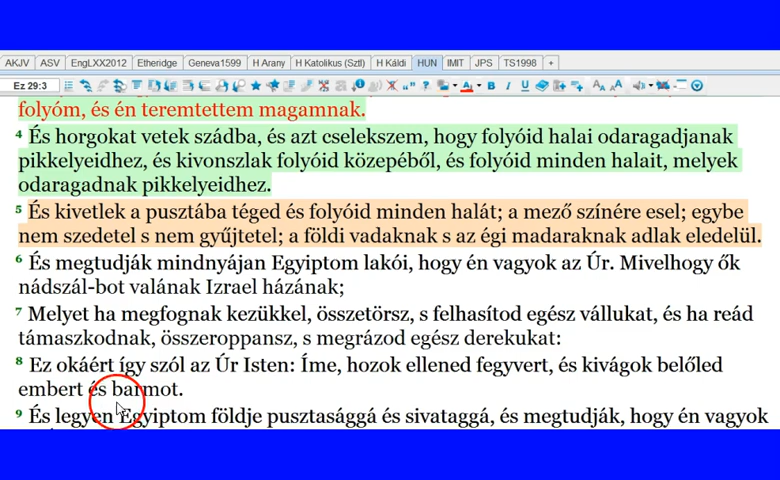 AKJV ASV EngLXX2012 Etheridge Geneva1599 H Arany H Katolikus (SztI) H Káldi HUN IMIT JPS TS1998 +
Ez 29:3
folyóm, és én teremtettem magamnak.
4 És horgokat vetek szádba, és azt cselekszem, hogy folyóid halai odaragadjanak
pikkelyeidhez, és kivonszlak folyóid közepéből, és folyóid minden halait, melyek
odaragadnak pikkelyeidhez.
5 És kivetlek a pusztába téged és folyóid minden halát; a mező színére esel; egybe
nem szedetel s nem gyűjtetel; a földi vadaknak s az égi madaraknak adlak eledelül.
6 És megtudják mindnyájan Egyiptom lakói, hogy én vagyok az Úr. Mivelhogy ők
nádszál-bot valának Izrael házának;
7 Melyet ha megfognak kezükkel, összetörsz, s felhasítod egész vállukat, és ha reád
támaszkodnak, összeroppansz, s megrázod egész derekukat:
8 Ez okáért így szól az Úr Isten: Íme, hozok ellened fegyvert, és kivágok belőled
embert és barmot.
9 És legyen Egyiptom földje pusztasággá és sivataggá, és megtudják, hogy én vagyok